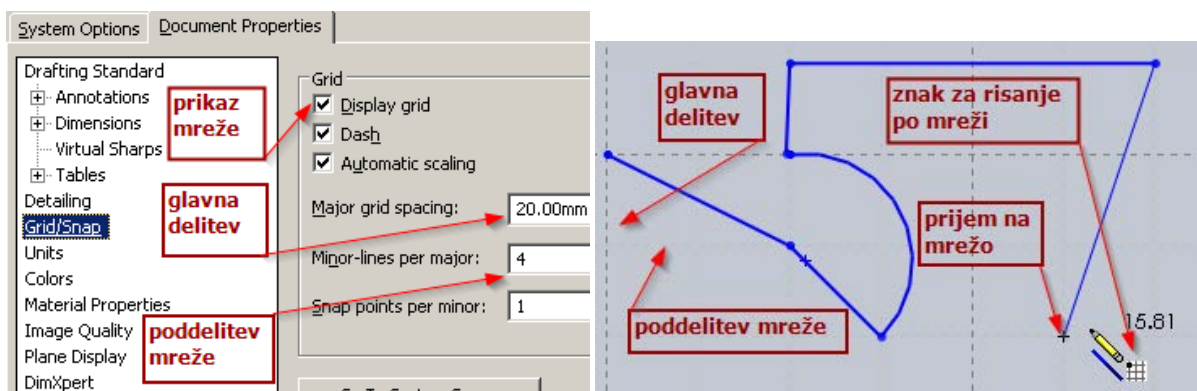 System Options
Document Properties
Drafting Standard
Annotations
Dimensions
Virtual Sharps
Tables
Detailing
Grid/Snap
Units
Colors
Material Properties
Image Quality
Plane Display
DimXpert
prikaz
mreže
glavna
delitev
poddelitev
mreže
Grid
Display grid
Dash
Automatic scaling
Major grid spacing:
20.00mm
Minor-lines per major:
4
Snap points per minor:
1
glavna
delitev
znak za risanje
po mreži
prijem na
mrežo
poddelitev mreže
15.81